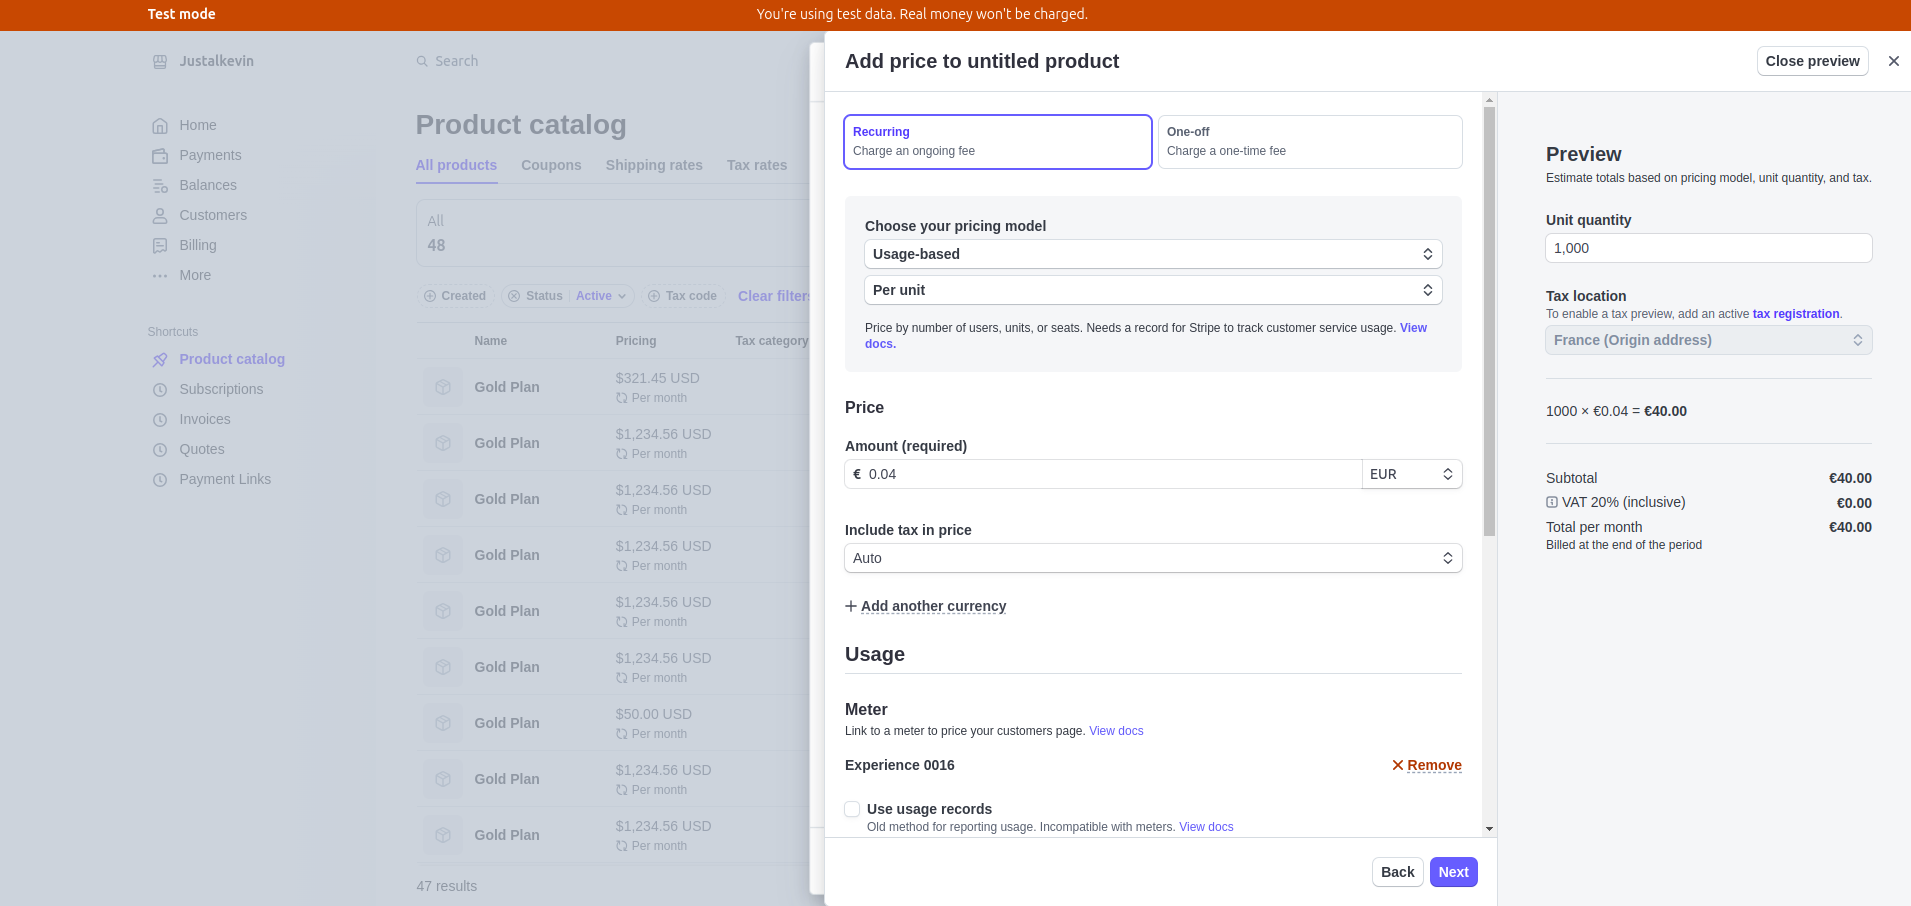 Test mode
You're using test data. Real money won't be charged.
Justalkevin
Search
Home
Payments
Balances
Customers
Billing
More
Shortcuts
Product catalog
Subscriptions
Invoices
Quotes
Payment Links
Product catalog
All products Coupons Shipping rates Tax rates
All
48
Created Status Active Tax code Clear filters
Name Pricing Tax category
Gold Plan $321.45 USD
Per month
Gold Plan $1,234.56 USD
Per month
Gold Plan $1,234.56 USD
Per month
Gold Plan $1,234.56 USD
Per month
Gold Plan $1,234.56 USD
Per month
Gold Plan $1,234.56 USD
Per month
Gold Plan $50.00 USD
Per month
Gold Plan $1,234.56 USD
Per month
Gold Plan $1,234.56 USD
Per month
47 results
Add price to untitled product
Close preview
Recurring
Charge an ongoing fee
One-off
Charge a one-time fee
Choose your pricing model
Usage-based
Per unit
Price by number of users, units, or seats. Needs a record for Stripe to track customer service usage. View
docs.
Price
Amount (required)
€ 0.04 EUR
Include tax in price
Auto
Add another currency
Usage
Meter
Link to a meter to price your customers page. View docs
Experience 0016 Remove
Use usage records
Old method for reporting usage. Incompatible with meters. View docs
Back Next
Preview
Estimate totals based on pricing model, unit quantity, and tax.
Unit quantity
1,000
Tax location
To enable a tax preview, add an active tax registration.
France (Origin address)
1000 × €0.04 = €40.00
Subtotal €40.00
VAT 20% (inclusive) €0.00
Total per month €40.00
Billed at the end of the period